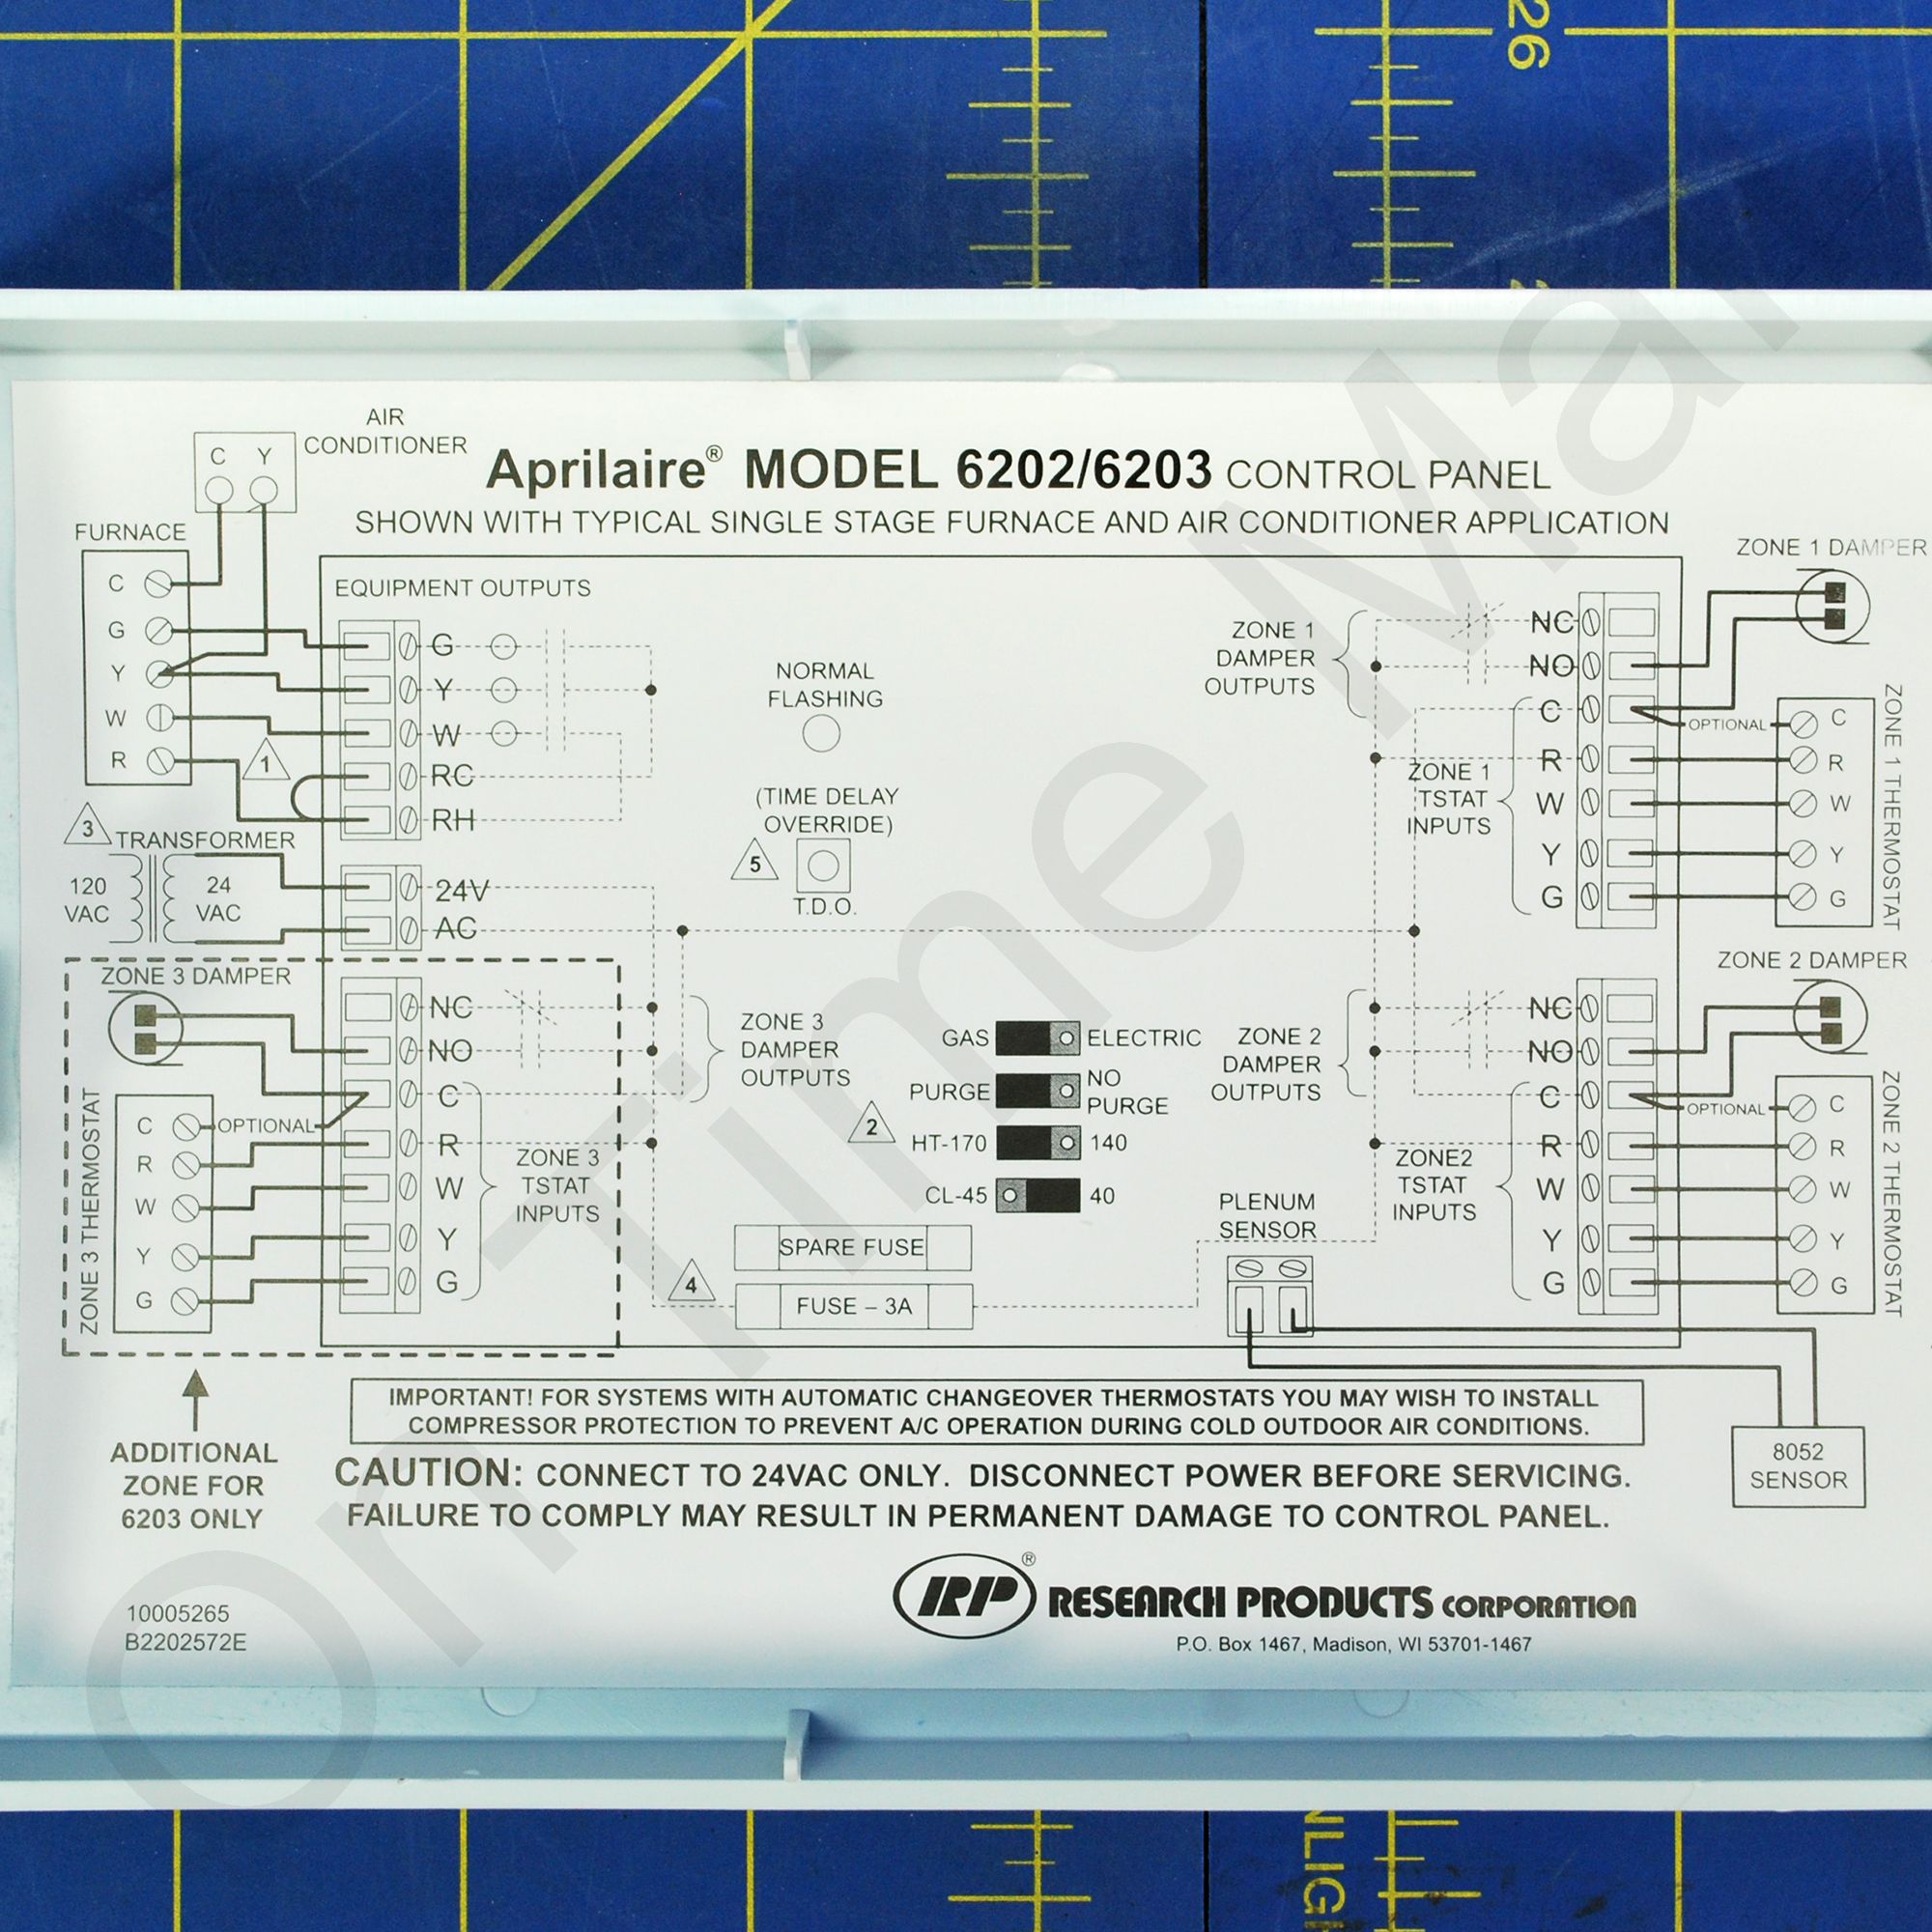 26
AIR
CONDITIONER
C Y
Aprilaire® MODEL 6202/6203 CONTROL PANEL
SHOWN WITH TYPICAL SINGLE STAGE FURNACE AND AIR CONDITIONER APPLICATION
FURNACE
C
G
Y
W
R
1
EQUIPMENT OUTPUTS
G
Y
W
RC
RH
3
TRANSFORMER
120
VAC
24
VAC
24V
AC
NORMAL
FLASHING
(TIME DELAY
OVERRIDE)
5
T.D.O.
ZONE 1
DAMPER
OUTPUTS
NC
NO
C
R
W
Y
G
ZONE 1
TSTAT
INPUTS
ZONE 1 DAMPER
OPTIONAL
C
R
W
Y
G
ZONE 1 THERMOSTAT
ZONE 3 DAMPER
ZONE 3 THERMOSTAT
C
R
W
Y
G
OPTIONAL
NC
NO
C
R
W
Y
G
ZONE 3
TSTAT
INPUTS
ZONE 3
DAMPER
OUTPUTS
GAS ELECTRIC
PURGE NO
PURGE
2
HT-170 140
CL-45 40
SPARE FUSE
4
FUSE – 3A
PLENUM
SENSOR
ZONE 2
DAMPER
OUTPUTS
NC
NO
C
R
W
Y
G
ZONE2
TSTAT
INPUTS
ZONE 2 DAMPER
OPTIONAL
C
R
W
Y
G
ZONE 2 THERMOSTAT
8052
SENSOR
ADDITIONAL
ZONE FOR
6203 ONLY
IMPORTANT! FOR SYSTEMS WITH AUTOMATIC CHANGEOVER THERMOSTATS YOU MAY WISH TO INSTALL
COMPRESSOR PROTECTION TO PREVENT A/C OPERATION DURING COLD OUTDOOR AIR CONDITIONS.
CAUTION: CONNECT TO 24VAC ONLY. DISCONNECT POWER BEFORE SERVICING.
FAILURE TO COMPLY MAY RESULT IN PERMANENT DAMAGE TO CONTROL PANEL.
10005265
B2202572E
RP® RESEARCH PRODUCTS CORPORATION
P.O. Box 1467, Madison, WI 53701-1467
On Time Mar